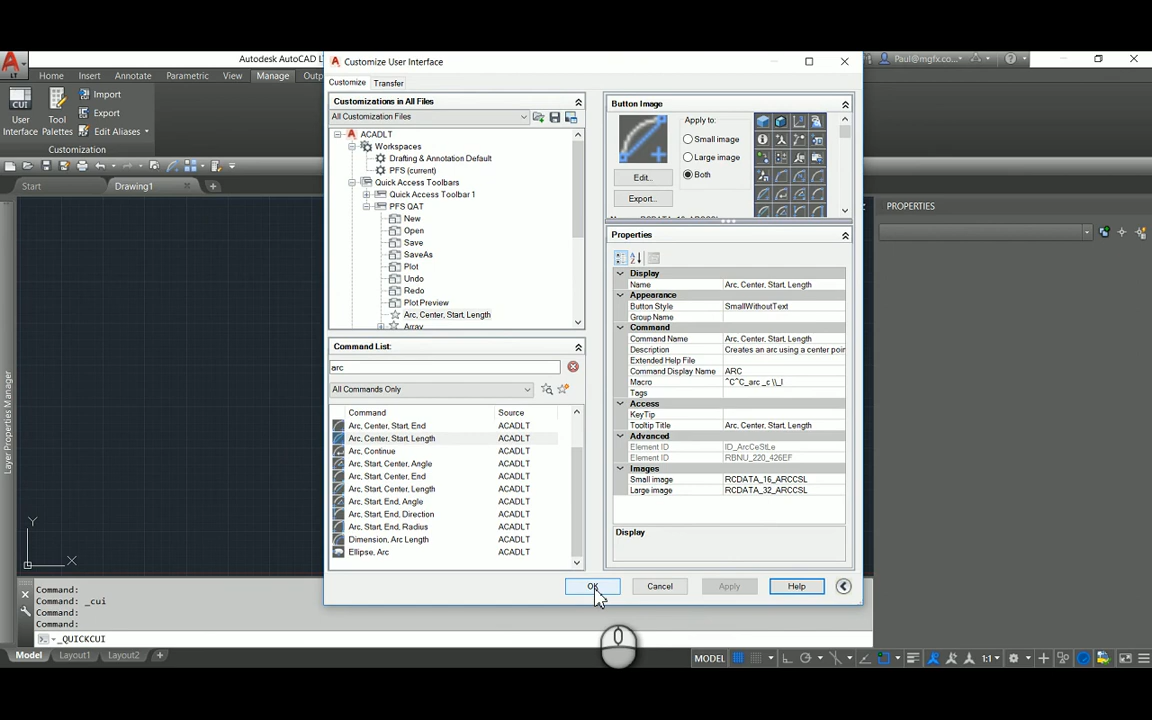 Autodesk AutoCAD L
Paul@mgfx.co...
LT
Home Insert Annotate Parametric View Manage Outp
CUI
User Interface
Tool Palettes
Import
Export
Edit Aliases
Customization
Start
Drawing1
Layer Properties Manager
Y
X
Customize User Interface
Customize Transfer
Customizations in All Files
All Customization Files
ACADLT
Workspaces
Drafting & Annotation Default
PFS (current)
Quick Access Toolbars
Quick Access Toolbar 1
PFS QAT
New
Open
Save
SaveAs
Plot
Undo
Redo
Plot Preview
Arc, Center, Start, Length
Array
Command List:
arc
All Commands Only
Command Source
Arc, Center, Start, End ACADLT
Arc, Center, Start, Length ACADLT
Arc, Continue ACADLT
Arc, Start, Center, Angle ACADLT
Arc, Start, Center, End ACADLT
Arc, Start, Center, Length ACADLT
Arc, Start, End, Angle ACADLT
Arc, Start, End, Direction ACADLT
Arc, Start, End, Radius ACADLT
Dimension, Arc Length ACADLT
Ellipse, Arc ACADLT
Button Image
Apply to:
Small image
Large image
Both
Edit...
Export...
Properties
Display
Name Arc, Center, Start, Length
Appearance
Button Style SmallWithoutText
Group Name
Command
Command Name Arc, Center, Start, Length
Description Creates an arc using a center poin
Extended Help File
Command Display Name ARC
Macro ^C^C_arc _c \\_l
Tags
Access
KeyTip
Tooltip Title Arc, Center, Start, Length
Advanced
Element ID ID_ArcCeStLe
Element ID RBNU_220_426EF
Images
Small image RCDATA_16_ARCCSL
Large image RCDATA_32_ARCCSL
Display
OK Cancel Apply Help
PROPERTIES
Command:
Command: _cui
Command:
Command:
_QUICKCUI
Model Layout1 Layout2
MODEL 1:1